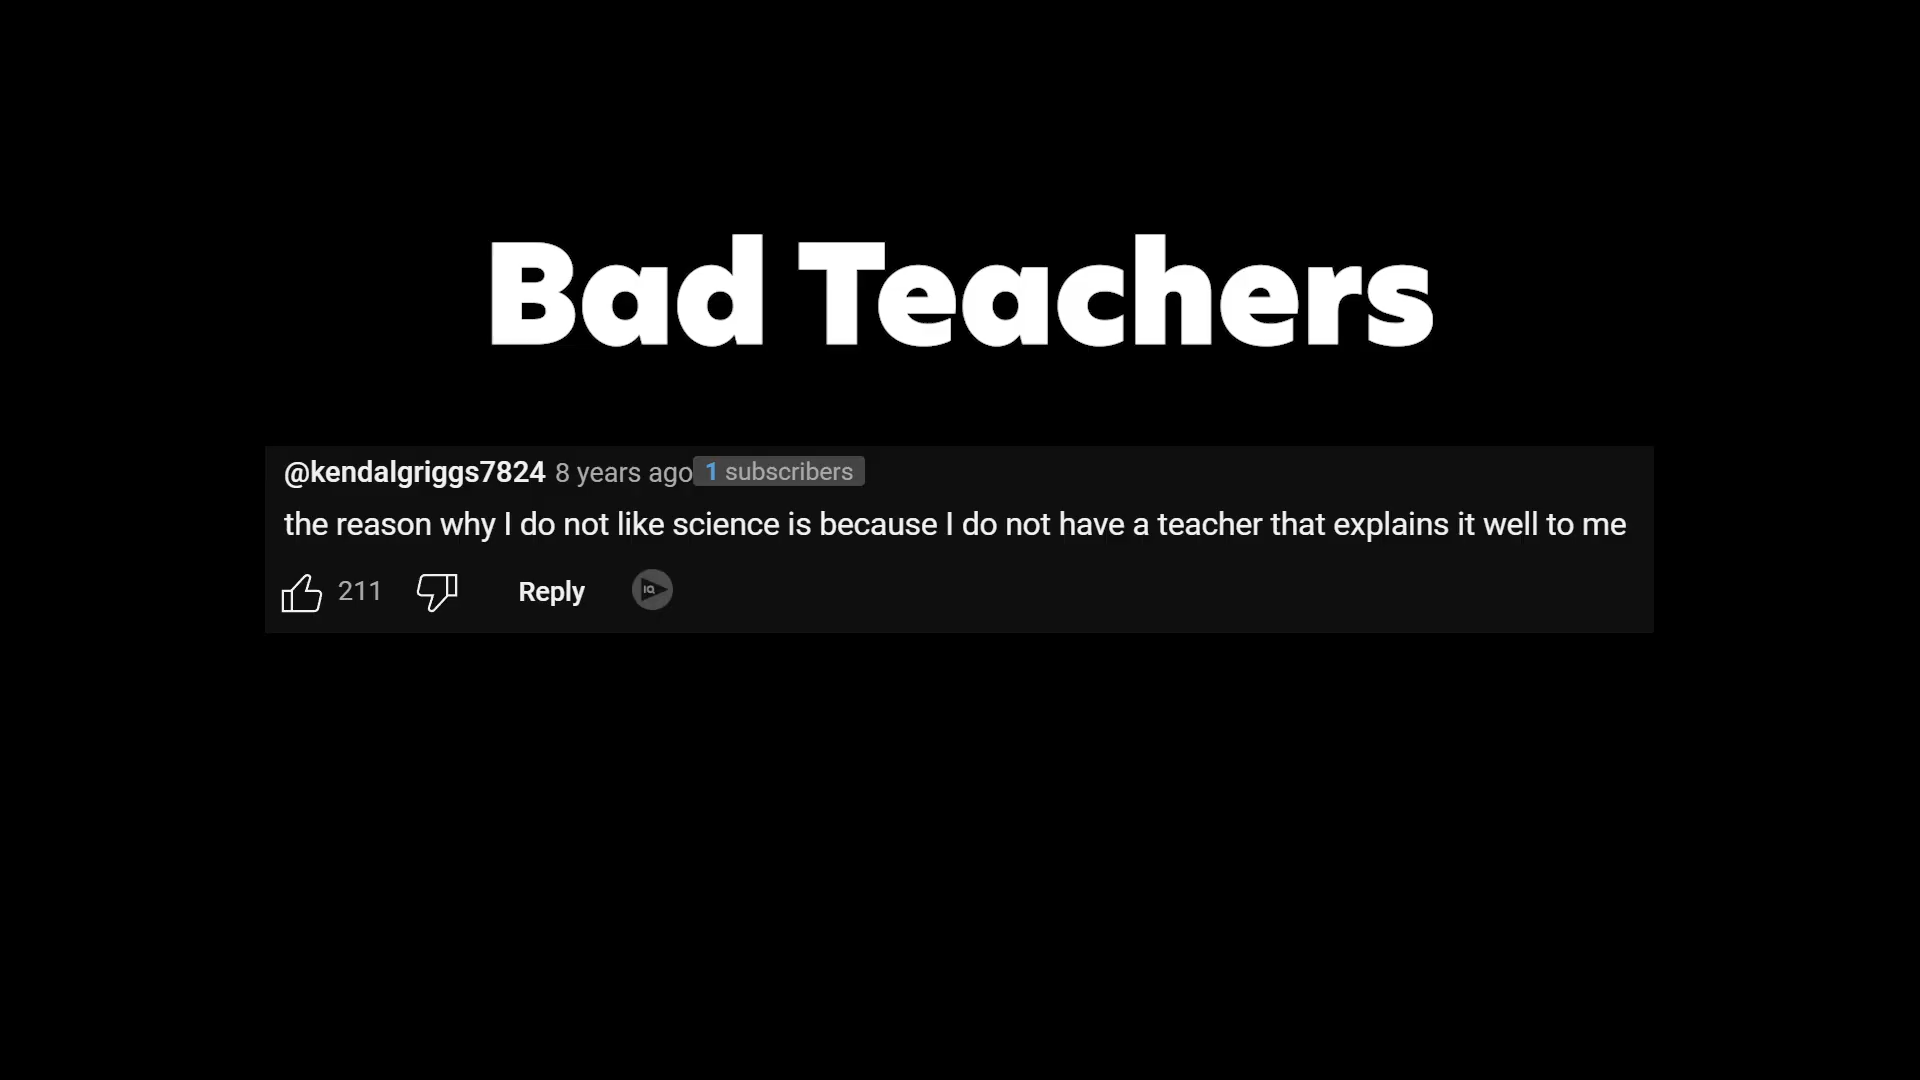 Bad Teachers
@kendalgriggs7824 8 years ago 1 subscribers
the reason why I do not like science is because I do not have a teacher that explains it well to me
211 Reply IQ